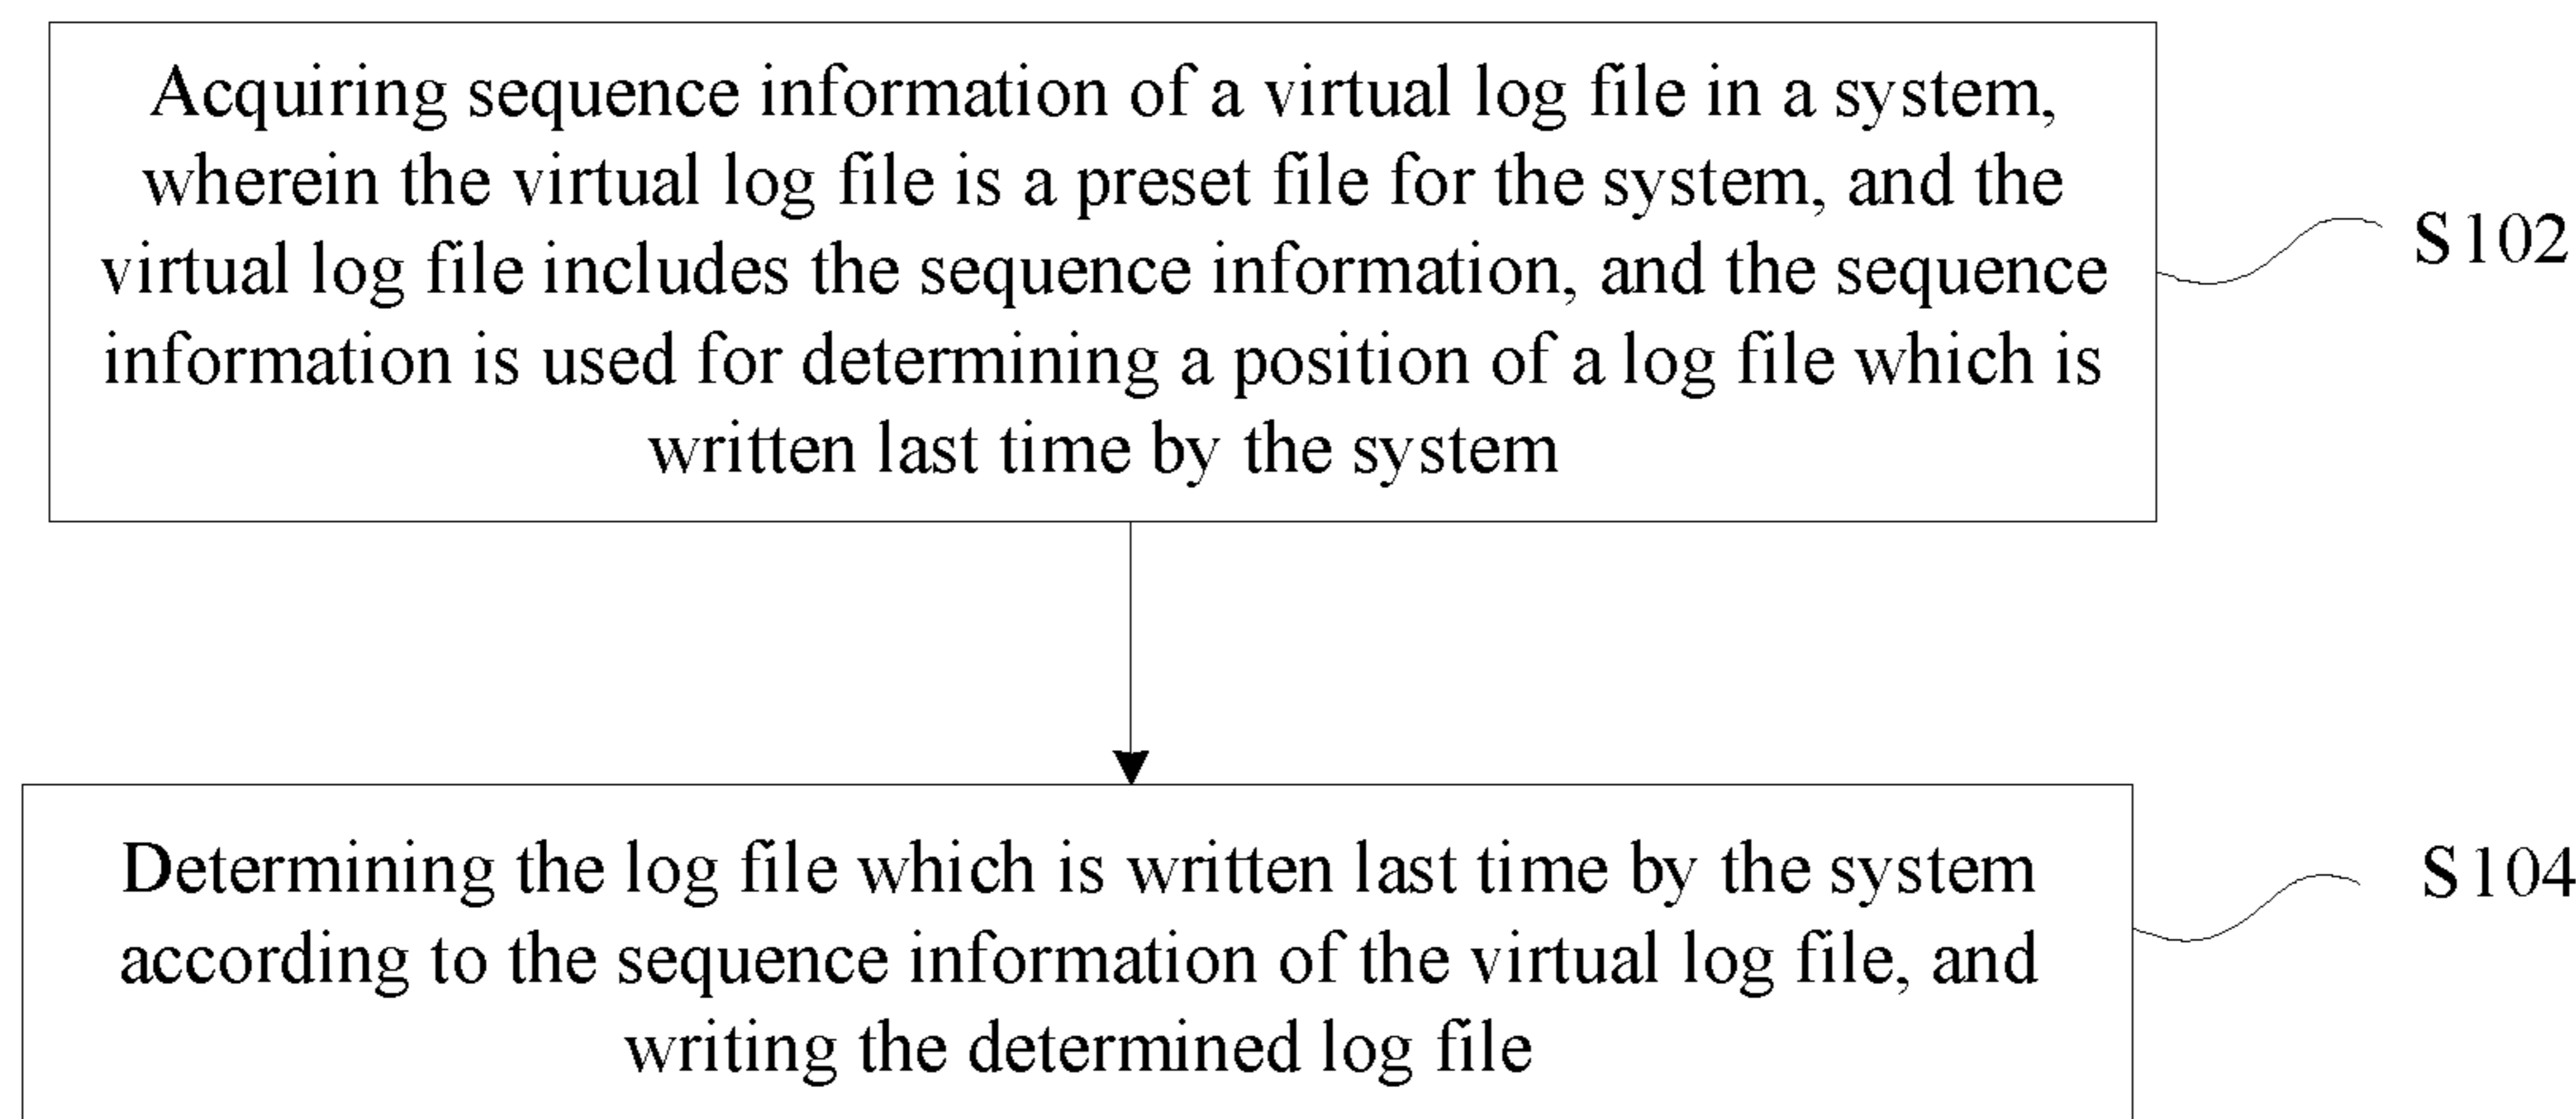 Acquiring sequence information of a virtual log file in a system,
wherein the virtual log file is a preset file for the system, and the
virtual log file includes the sequence information, and the sequence
information is used for determining a position of a log file which is
written last time by the system
S102
Determining the log file which is written last time by the system
according to the sequence information of the virtual log file, and
writing the determined log file
S104